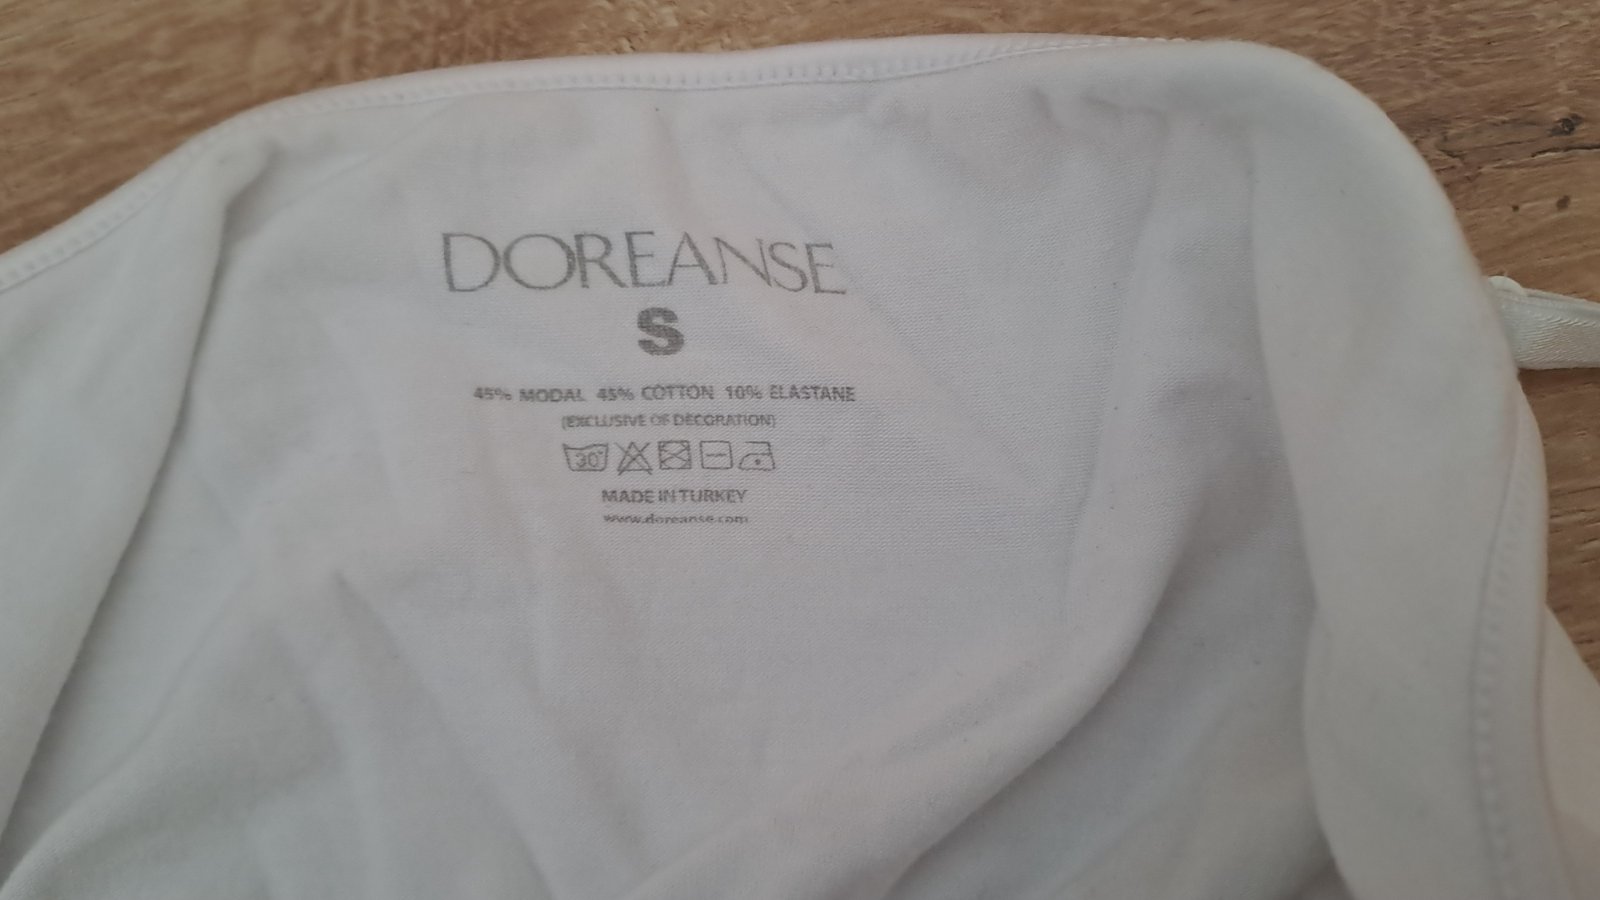 DOREANSE
S
45% MODAL 45% COTTON 10% ELASTANE
(EXCLUSIVE OF DECORATION)
30°
MADE IN TURKEY
www.doreanse.com